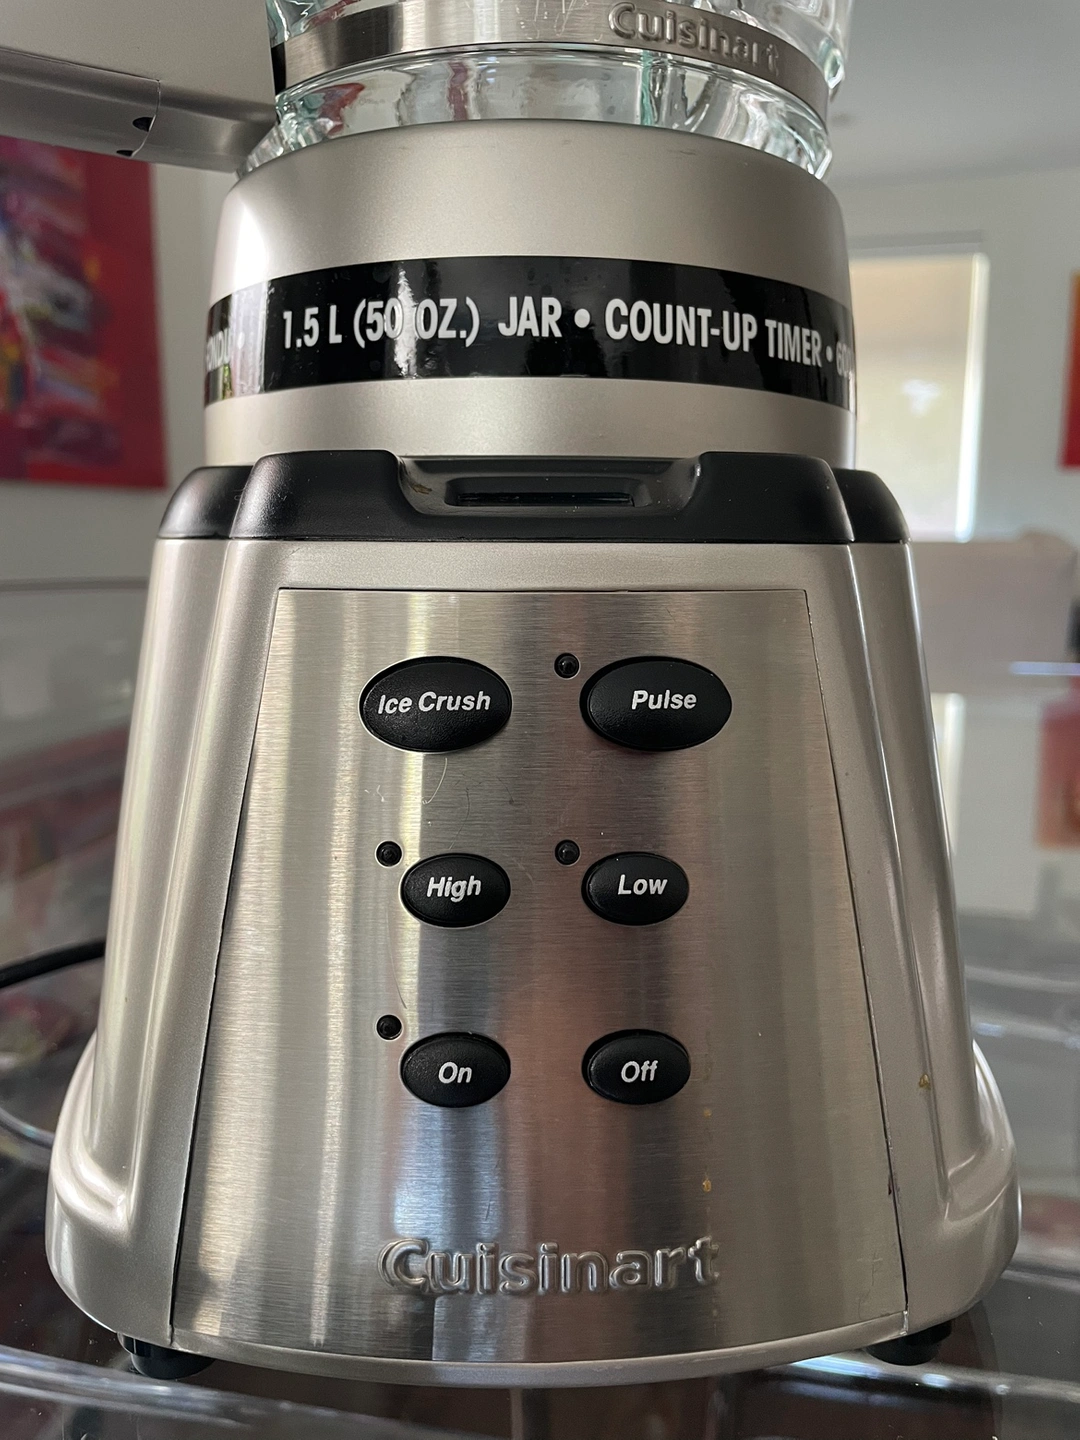 Cuisinart
1.5 L (50 OZ.) JAR • COUNT-UP TIMER •
Ice Crush
Pulse
High
Low
On
Off
Cuisinart